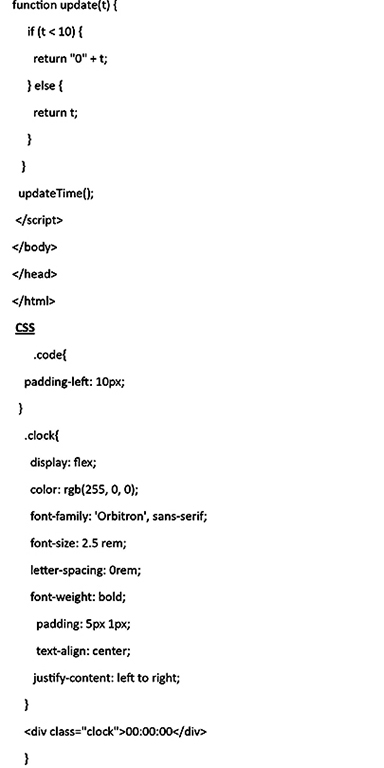 function update(t) {
if (t < 10) {
return "0" + t;
} else {
return t;
}
}
updateTime();
</script>
</body>
</head>
</html>
CSS
.code{
padding-left: 10px;
}
.clock{
display: flex;
color: rgb(255, 0, 0);
font-family: 'Orbitron', sans-serif;
font-size: 2.5 rem;
letter-spacing: 0rem;
font-weight: bold;
padding: 5px 1px;
text-align: center;
justify-content: left to right;
}
<div class="clock">00:00:00</div>
}